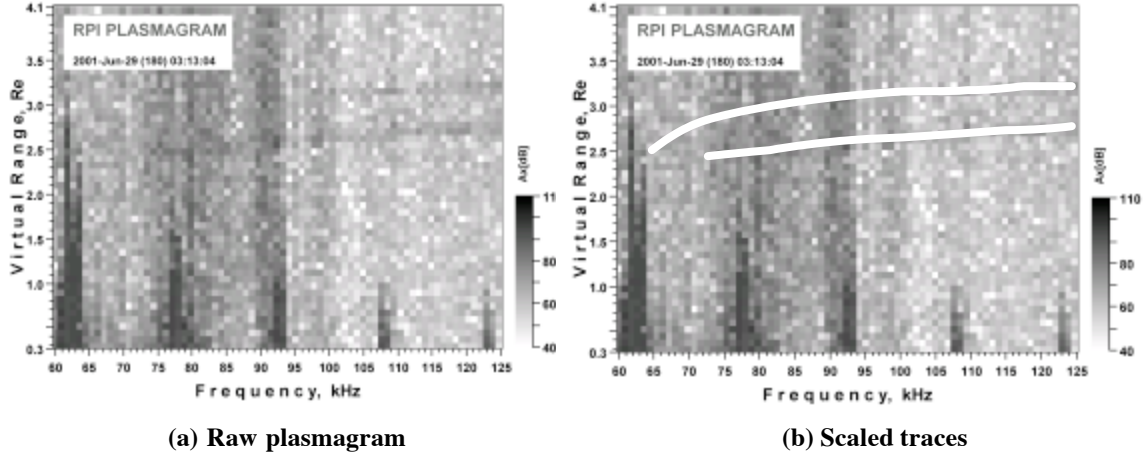 RPI PLASMAGRAM
2001-Jun-29 (180) 03:13:04
Virtual Range, Re
4.1
3.5
3.0
2.5
2.0
1.5
1.0
0.3
60 65 70 75 80 85 90 95 100 105 110 115 120 125
Frequency, kHz
Ax[dB]
11
80
60
40
(a) Raw plasmagram
RPI PLASMAGRAM
2001-Jun-29 (180) 03:13:04
Virtual Range, Re
4.1
3.5
3.0
2.5
2.0
1.5
1.0
0.3
60 65 70 75 80 85 90 95 100 105 110 115 120 125
Frequency, kHz
Ax[dB]
110
80
60
40
(b) Scaled traces